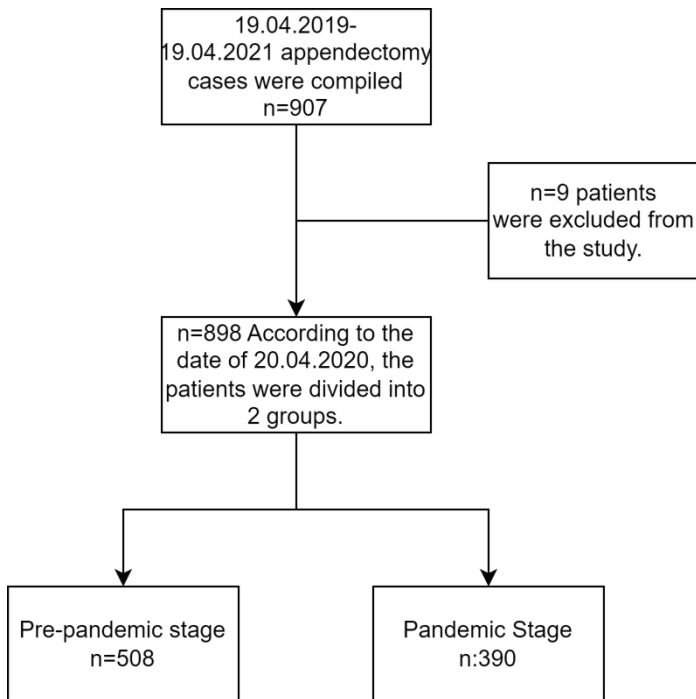 19.04.2019-
19.04.2021 appendectomy
cases were compiled
n=907
n=9 patients
were excluded from
the study.
n=898 According to the
date of 20.04.2020, the
patients were divided into
2 groups.
Pre-pandemic stage
n=508
Pandemic Stage
n:390